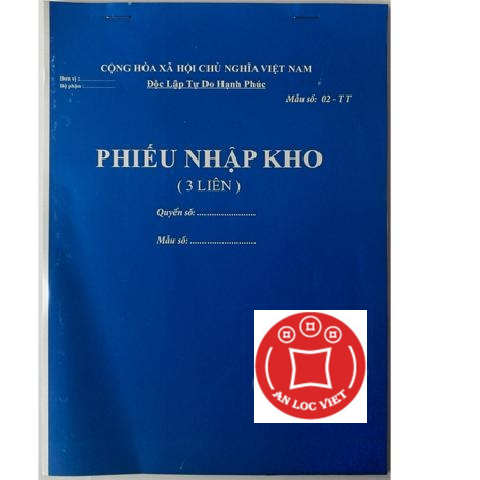 CỘNG HÒA XÃ HỘI CHỦ NGHĨA VIỆT NAM
Đơn vị :....................
Độc Lập Tự Do Hạnh Phúc
Bộ phận :....................
Mẫu số: 02 - TT
PHIẾU NHẬP KHO
( 3 LIÊN )
Quyển số: ..........................
Mẫu số: ..............................
AN LOC VIET